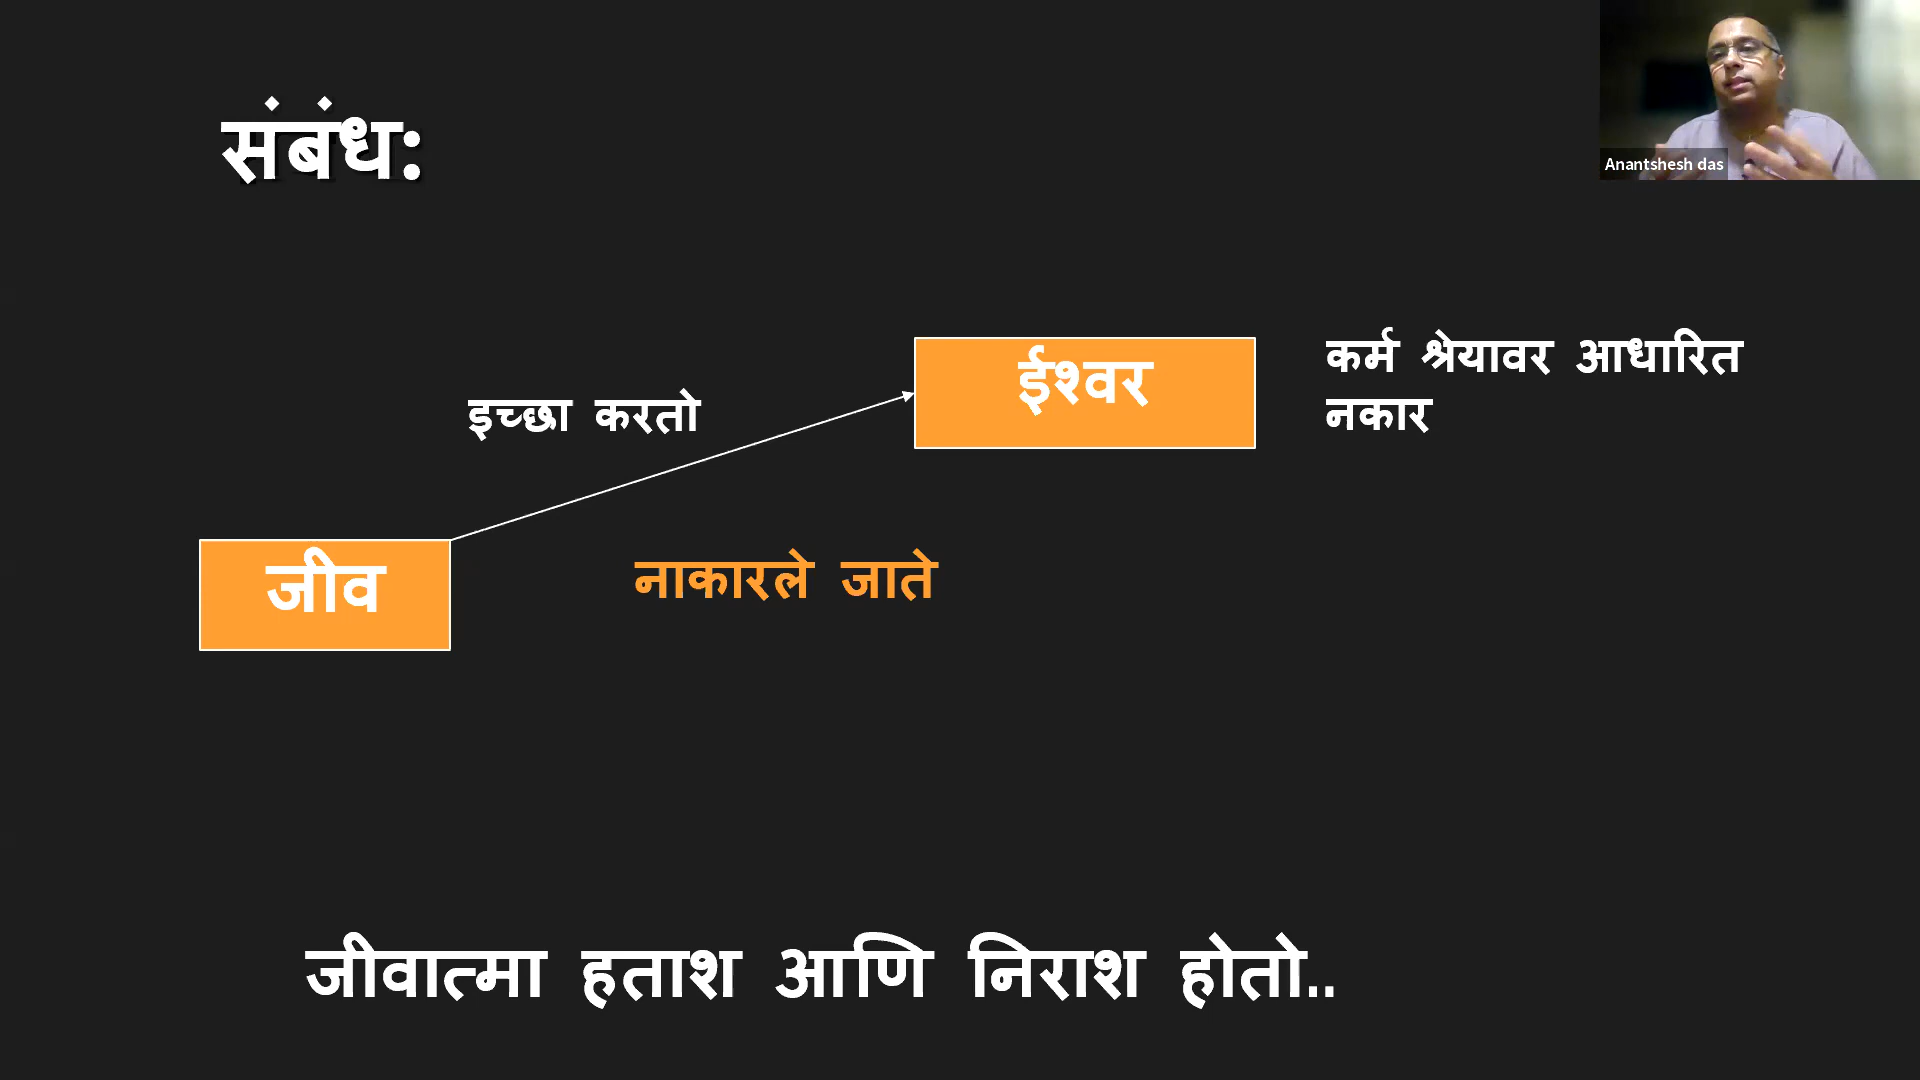 संबंध:
Anantshesh das
ईश्वर
कर्म श्रेयावर आधारित
नकार
इच्छा करतो
जीव
नाकारले जाते
जीवात्मा हताश आणि निराश होतो..